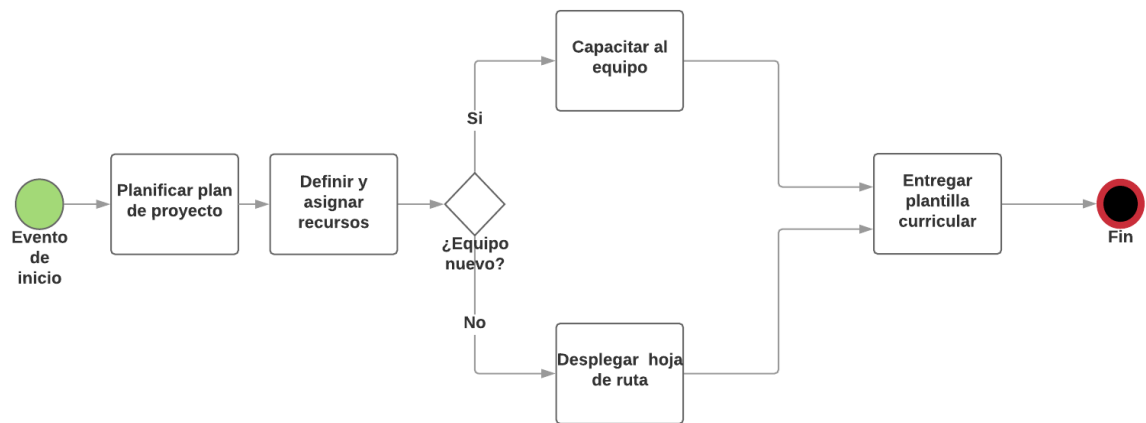 Evento
de
inicio
Planificar plan
de proyecto
Definir y
asignar
recursos
¿Equipo
nuevo?
Si
Capacitar al
equipo
No
Desplegar hoja
de ruta
Entregar
plantilla
curricular
Fin